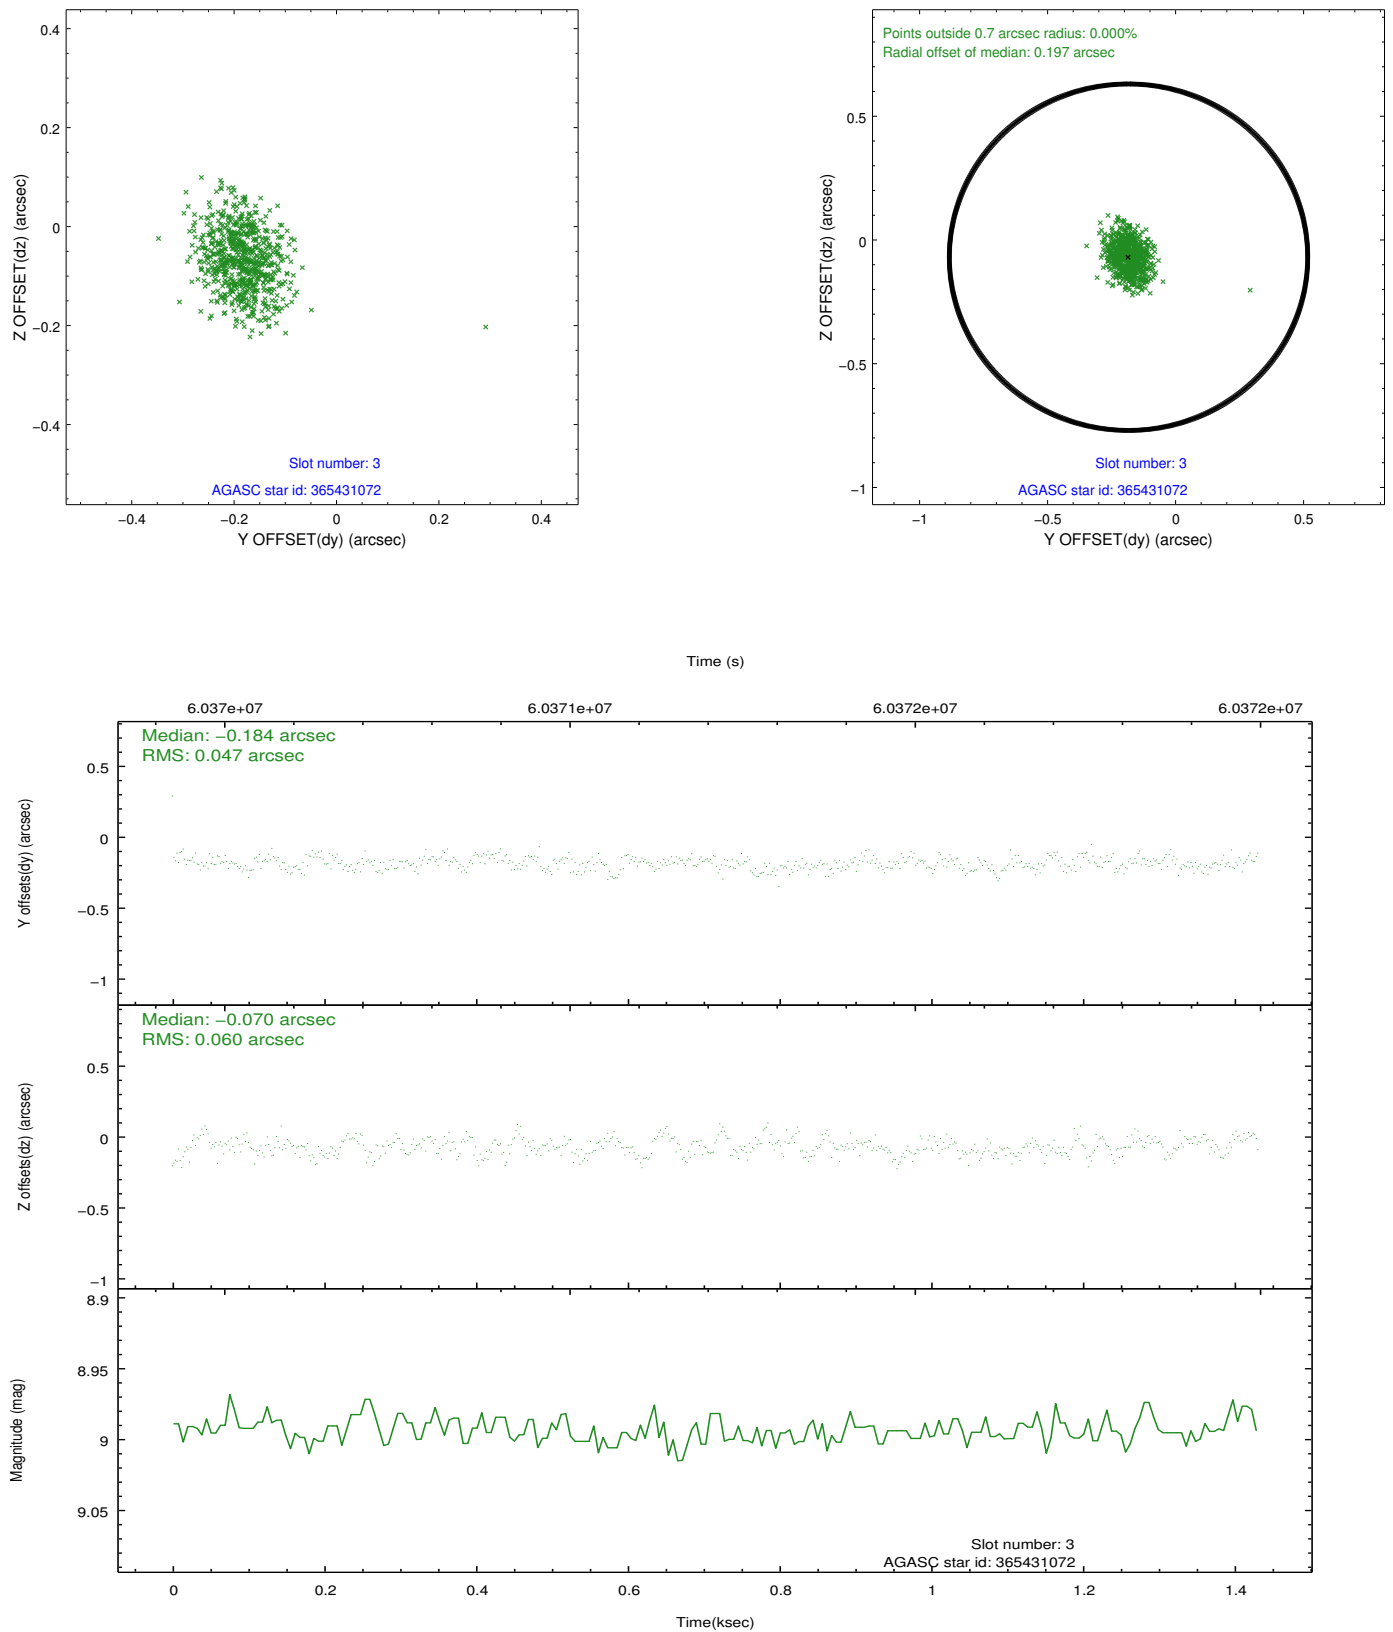 0.4
0.2
0
−0.2
−0.4
Z OFFSET(dz) (arcsec)
Slot number: 3
AGASC star id: 365431072
−0.4 −0.2 0 0.2 0.4
Y OFFSET(dy) (arcsec)
Points outside 0.7 arcsec radius: 0.000%
Radial offset of median: 0.197 arcsec
0.5
0
−0.5
−1
Z OFFSET(dz) (arcsec)
Slot number: 3
AGASC star id: 365431072
−1 −0.5 0 0.5
Y OFFSET(dy) (arcsec)
Time (s)
6.037e+07 6.0371e+07 6.0372e+07 6.0372e+07
Median: −0.184 arcsec
RMS: 0.047 arcsec
0.5
0
−0.5
−1
Y offsets(dy) (arcsec)
Median: −0.070 arcsec
RMS: 0.060 arcsec
0.5
0
−0.5
−1
Z offsets(dz) (arcsec)
8.9
8.95
9
9.05
Magnitude (mag)
Slot number: 3
AGASC star id: 365431072
0 0.2 0.4 0.6 0.8 1 1.2 1.4
Time(ksec)